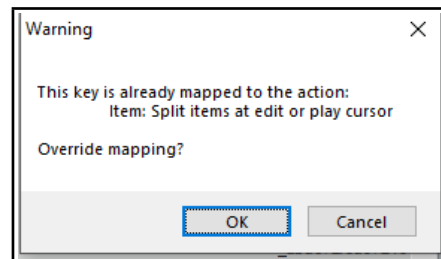 Warning
This key is already mapped to the action:
Item: Split items at edit or play cursor
Override mapping?
OK Cancel